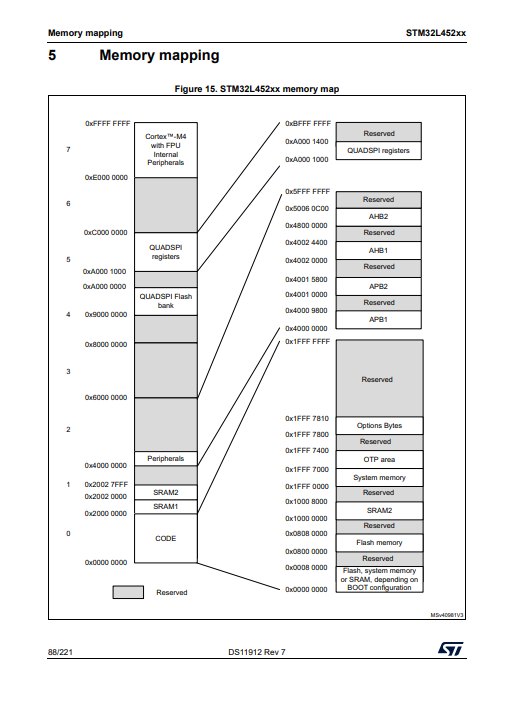 Memory mapping
STM32L452xx
5 Memory mapping
Figure 15. STM32L452xx memory map
0xFFFF FFFF
Cortex™-M4
with FPU
Internal
Peripherals
7
0xE000 0000
6
0xC000 0000
QUADSPI
registers
5
0xA000 1000
0xA000 0000
QUADSPI Flash
bank
4
0x9000 0000
0x8000 0000
3
0x6000 0000
2
Peripherals
0x4000 0000
1
0x2002 7FFF
SRAM2
0x2002 0000
SRAM1
0x2000 0000
0
CODE
0x0000 0000
Reserved
0xBFFF FFFF
Reserved
0xA000 1400
QUADSPI registers
0xA000 1000
0x5FFF FFFF
Reserved
0x5006 0C00
AHB2
0x4800 0000
Reserved
0x4002 4400
AHB1
0x4002 0000
Reserved
0x4001 5800
APB2
0x4001 0000
Reserved
0x4000 9800
APB1
0x4000 0000
0x1FFF FFFF
Reserved
0x1FFF 7810
Options Bytes
0x1FFF 7800
Reserved
0x1FFF 7400
OTP area
0x1FFF 7000
System memory
0x1FFF 0000
Reserved
0x1000 8000
SRAM2
0x1000 0000
Reserved
0x0808 0000
Flash memory
0x0800 0000
Reserved
0x0008 0000
Flash, system memory
or SRAM, depending on
BOOT configuration
0x0000 0000
MSv40981V3
88/221
DS11912 Rev 7
ST